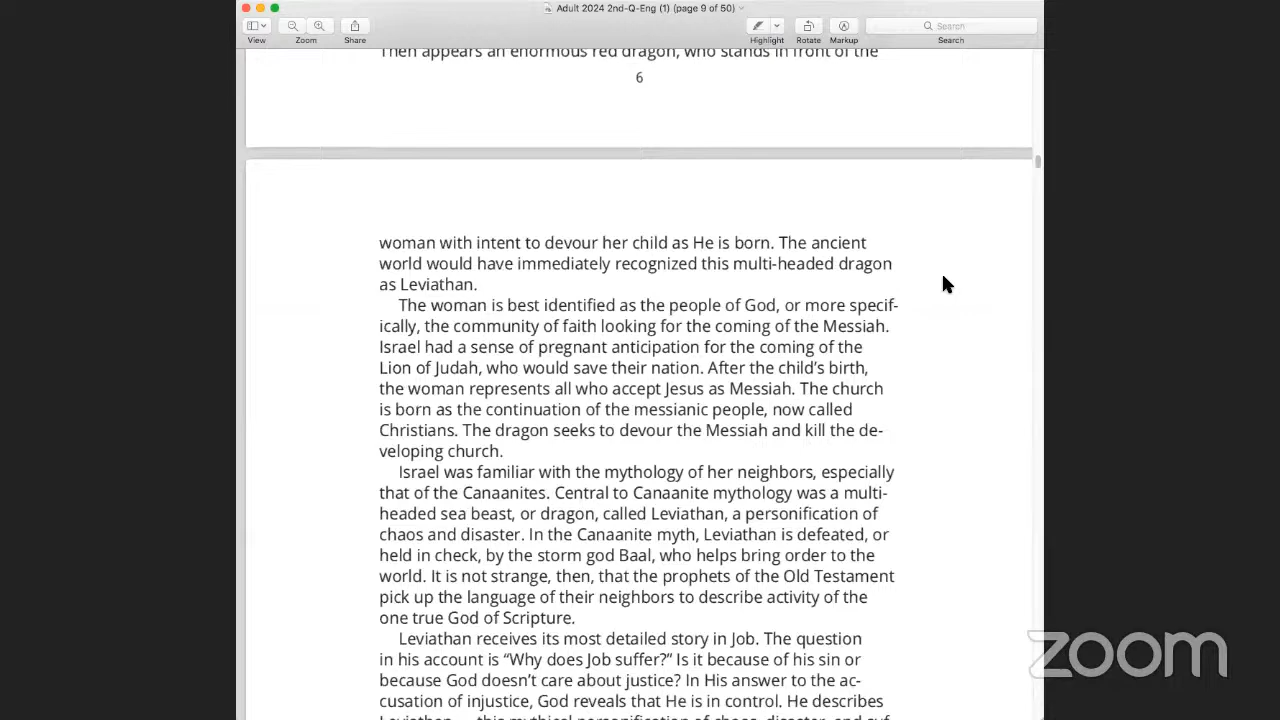 Adult 2024 2nd-Q-Eng (1) (page 9 of 50)
View
Zoom
Share
Highlight
Rotate
Markup
Search
Search
Then appears an enormous red dragon, who stands in front of the
6
woman with intent to devour her child as He is born. The ancient
world would have immediately recognized this multi-headed dragon
as Leviathan.
The woman is best identified as the people of God, or more specif-
ically, the community of faith looking for the coming of the Messiah.
Israel had a sense of pregnant anticipation for the coming of the
Lion of Judah, who would save their nation. After the child’s birth,
the woman represents all who accept Jesus as Messiah. The church
is born as the continuation of the messianic people, now called
Christians. The dragon seeks to devour the Messiah and kill the de-
veloping church.
Israel was familiar with the mythology of her neighbors, especially
that of the Canaanites. Central to Canaanite mythology was a multi-
headed sea beast, or dragon, called Leviathan, a personification of
chaos and disaster. In the Canaanite myth, Leviathan is defeated, or
held in check, by the storm god Baal, who helps bring order to the
world. It is not strange, then, that the prophets of the Old Testament
pick up the language of their neighbors to describe activity of the
one true God of Scripture.
Leviathan receives its most detailed story in Job. The question
in his account is “Why does Job suffer?” Is it because of his sin or
because God doesn’t care about justice? In His answer to the ac-
cusation of injustice, God reveals that He is in control. He describes
Leviathan — this mythical personification of chaos, disaster, and suf-
zoom